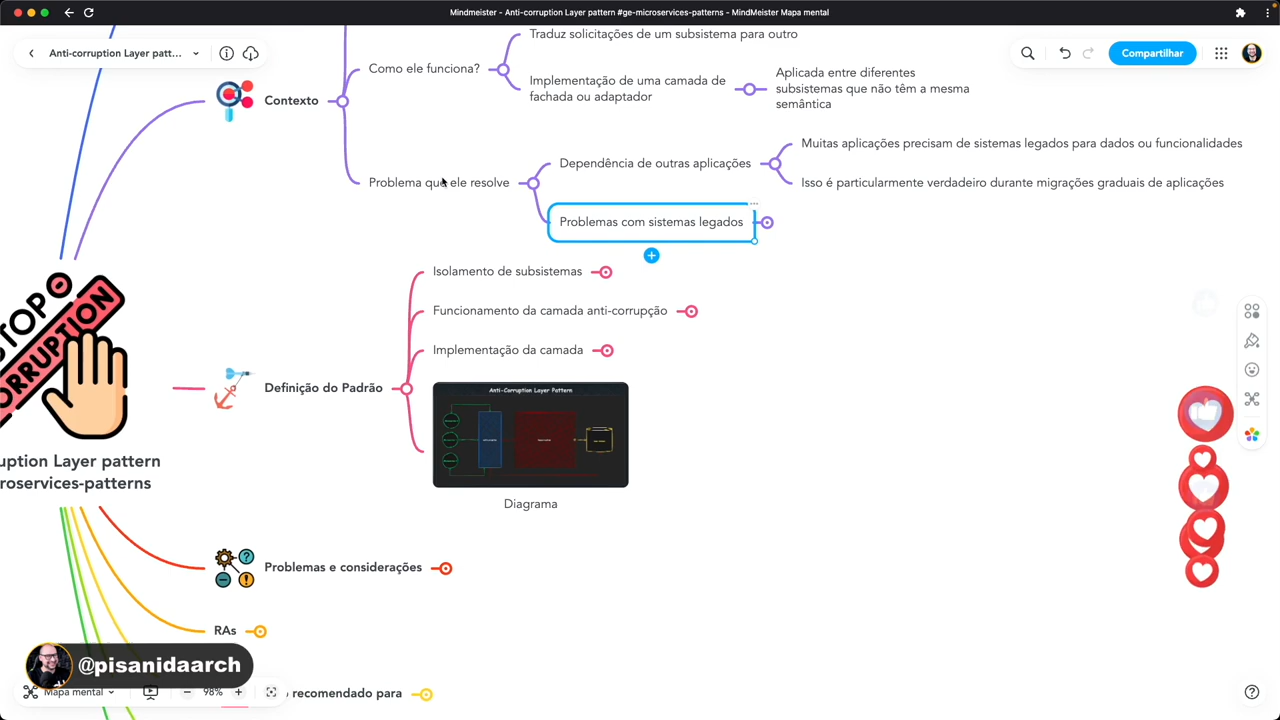 Mindmeister - Anti-corruption Layer pattern #ge-microservices-patterns - MindMeister Mapa mental
Anti-corruption Layer patt...
Compartilhar
Traduz solicitações de um subsistema para outro
Como ele funciona?
Implementação de uma camada de
fachada ou adaptador
Aplicada entre diferentes
subsistemas que não têm a mesma
semântica
Contexto
Muitas aplicações precisam de sistemas legados para dados ou funcionalidades
Dependência de outras aplicações
Problema que ele resolve
Isso é particularmente verdadeiro durante migrações graduais de aplicações
Problemas com sistemas legados
Isolamento de subsistemas
Funcionamento da camada anti-corrupção
Implementação da camada
Definição do Padrão
Anti-Corruption Layer Pattern
Diagrama
STOP
ORRUPTION
uption Layer pattern
roservices-patterns
Problemas e considerações
RAs
@pisanidaarch
Mapa mental
98%
o recomendado para